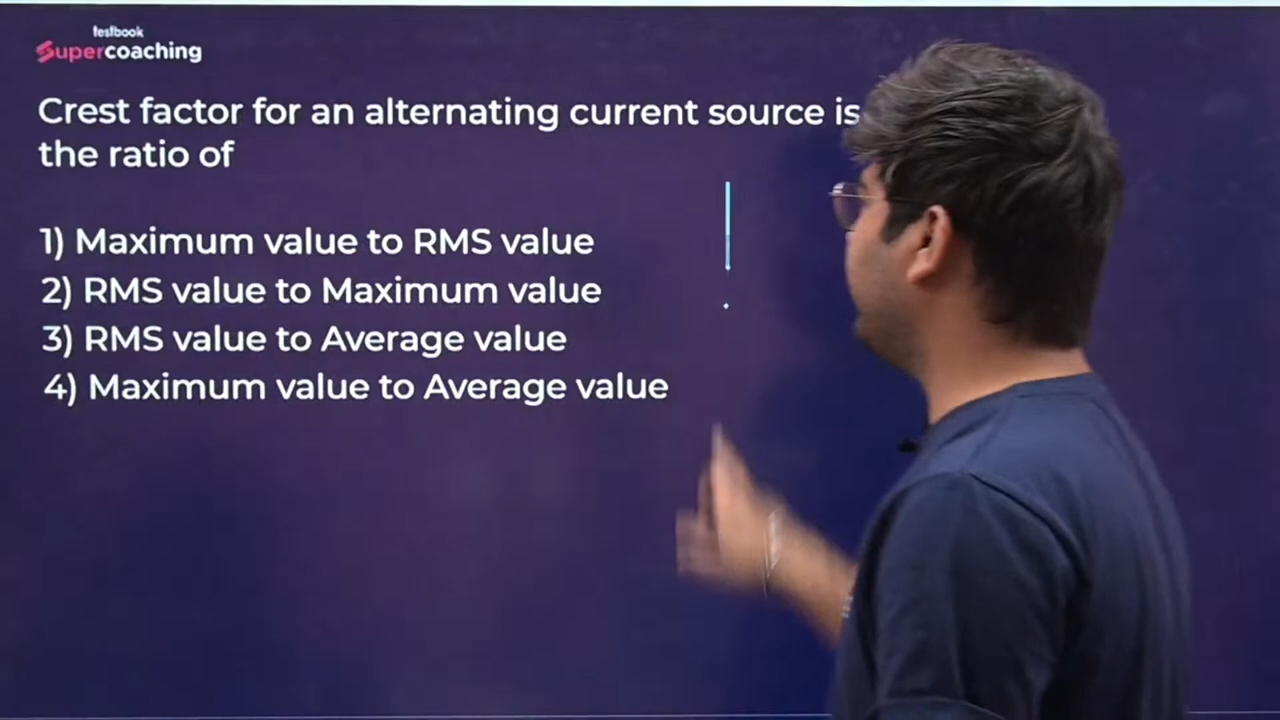 testbook
Supercoaching
Crest factor for an alternating current source is
the ratio of
1) Maximum value to RMS value
2) RMS value to Maximum value
3) RMS value to Average value
4) Maximum value to Average value